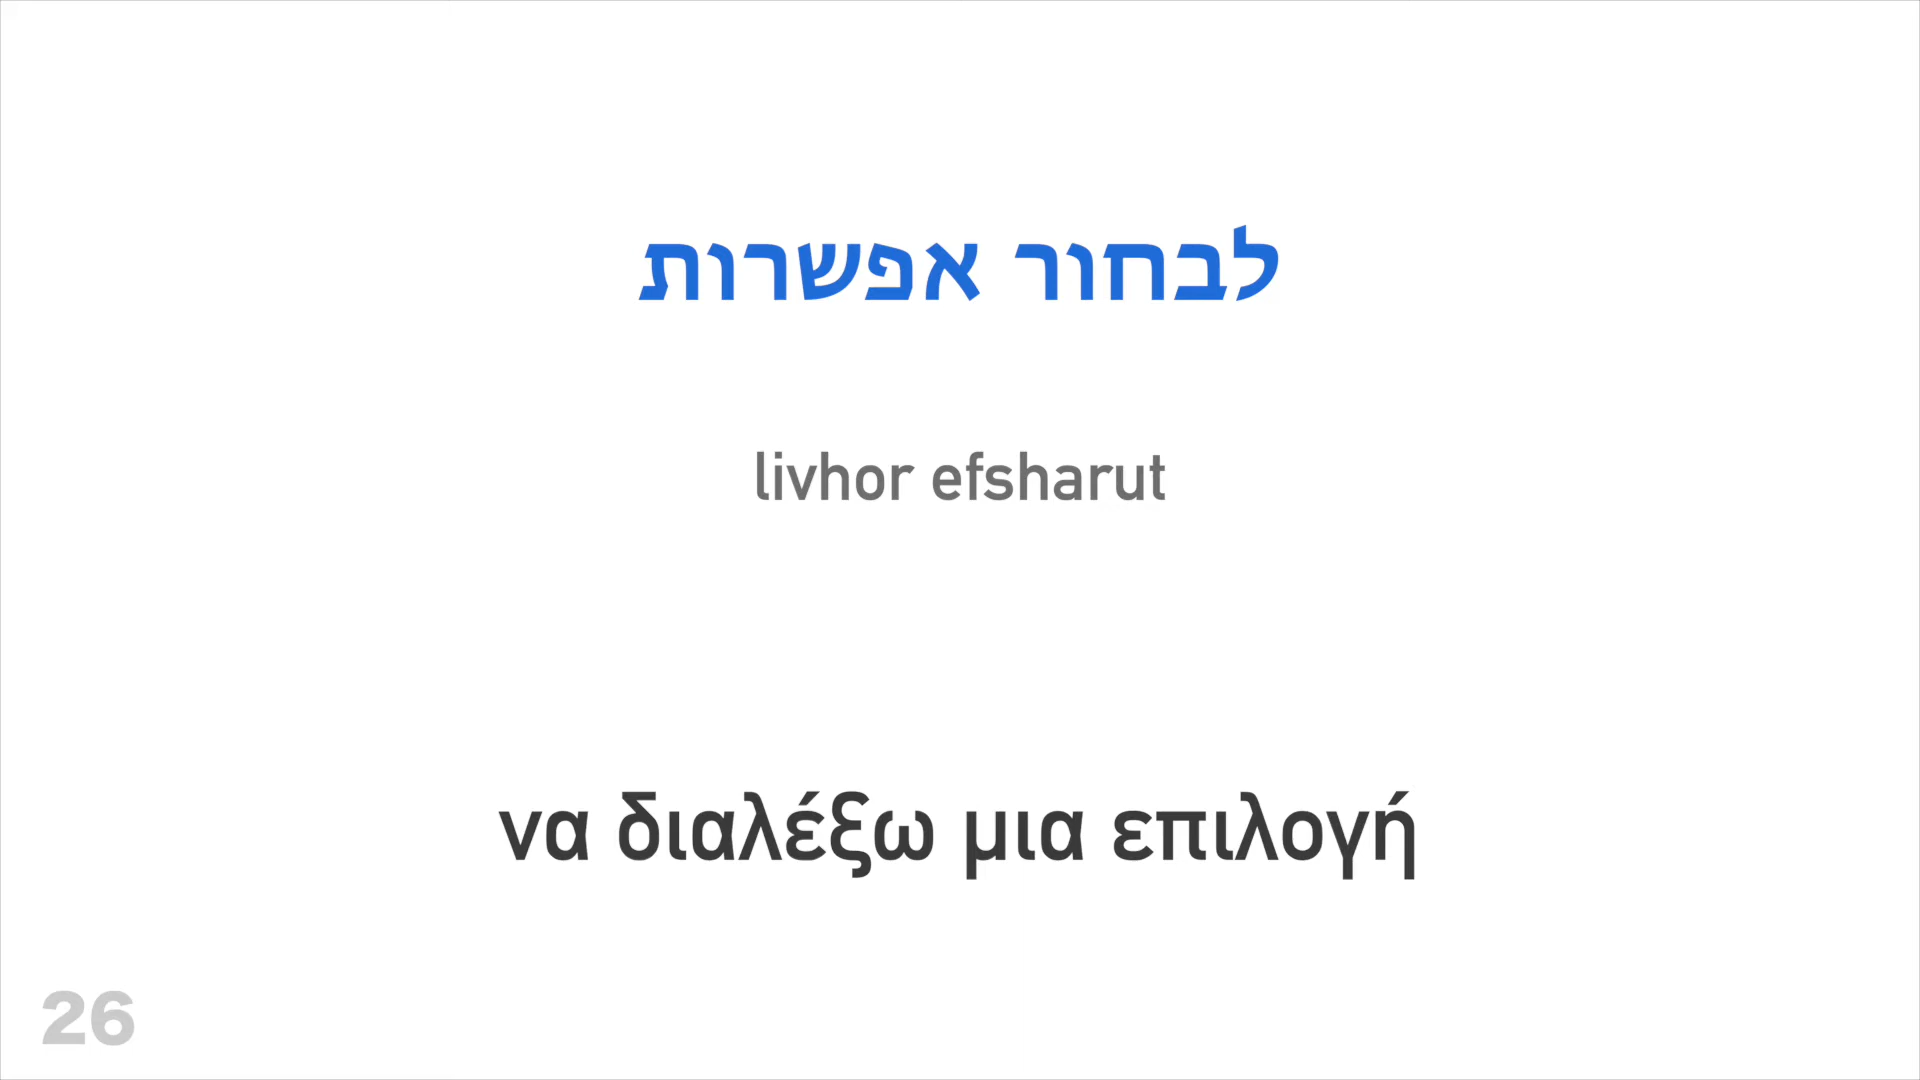 לבחור אפשרות
livhor efsharut
να διαλέξω μια επιλογή
26